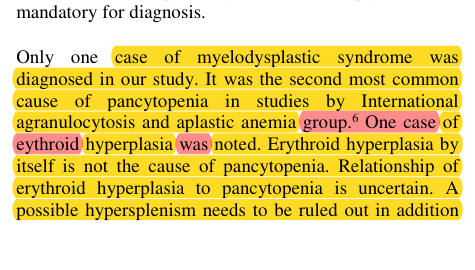 mandatory for diagnosis.
Only one case of myelodysplastic syndrome was
diagnosed in our study. It was the second most common
cause of pancytopenia in studies by International
agranulocytosis and aplastic anemia group.⁶ One case of
eythroid hyperplasia was noted. Erythroid hyperplasia by
itself is not the cause of pancytopenia. Relationship of
erythroid hyperplasia to pancytopenia is uncertain. A
possible hypersplenism needs to be ruled out in addition